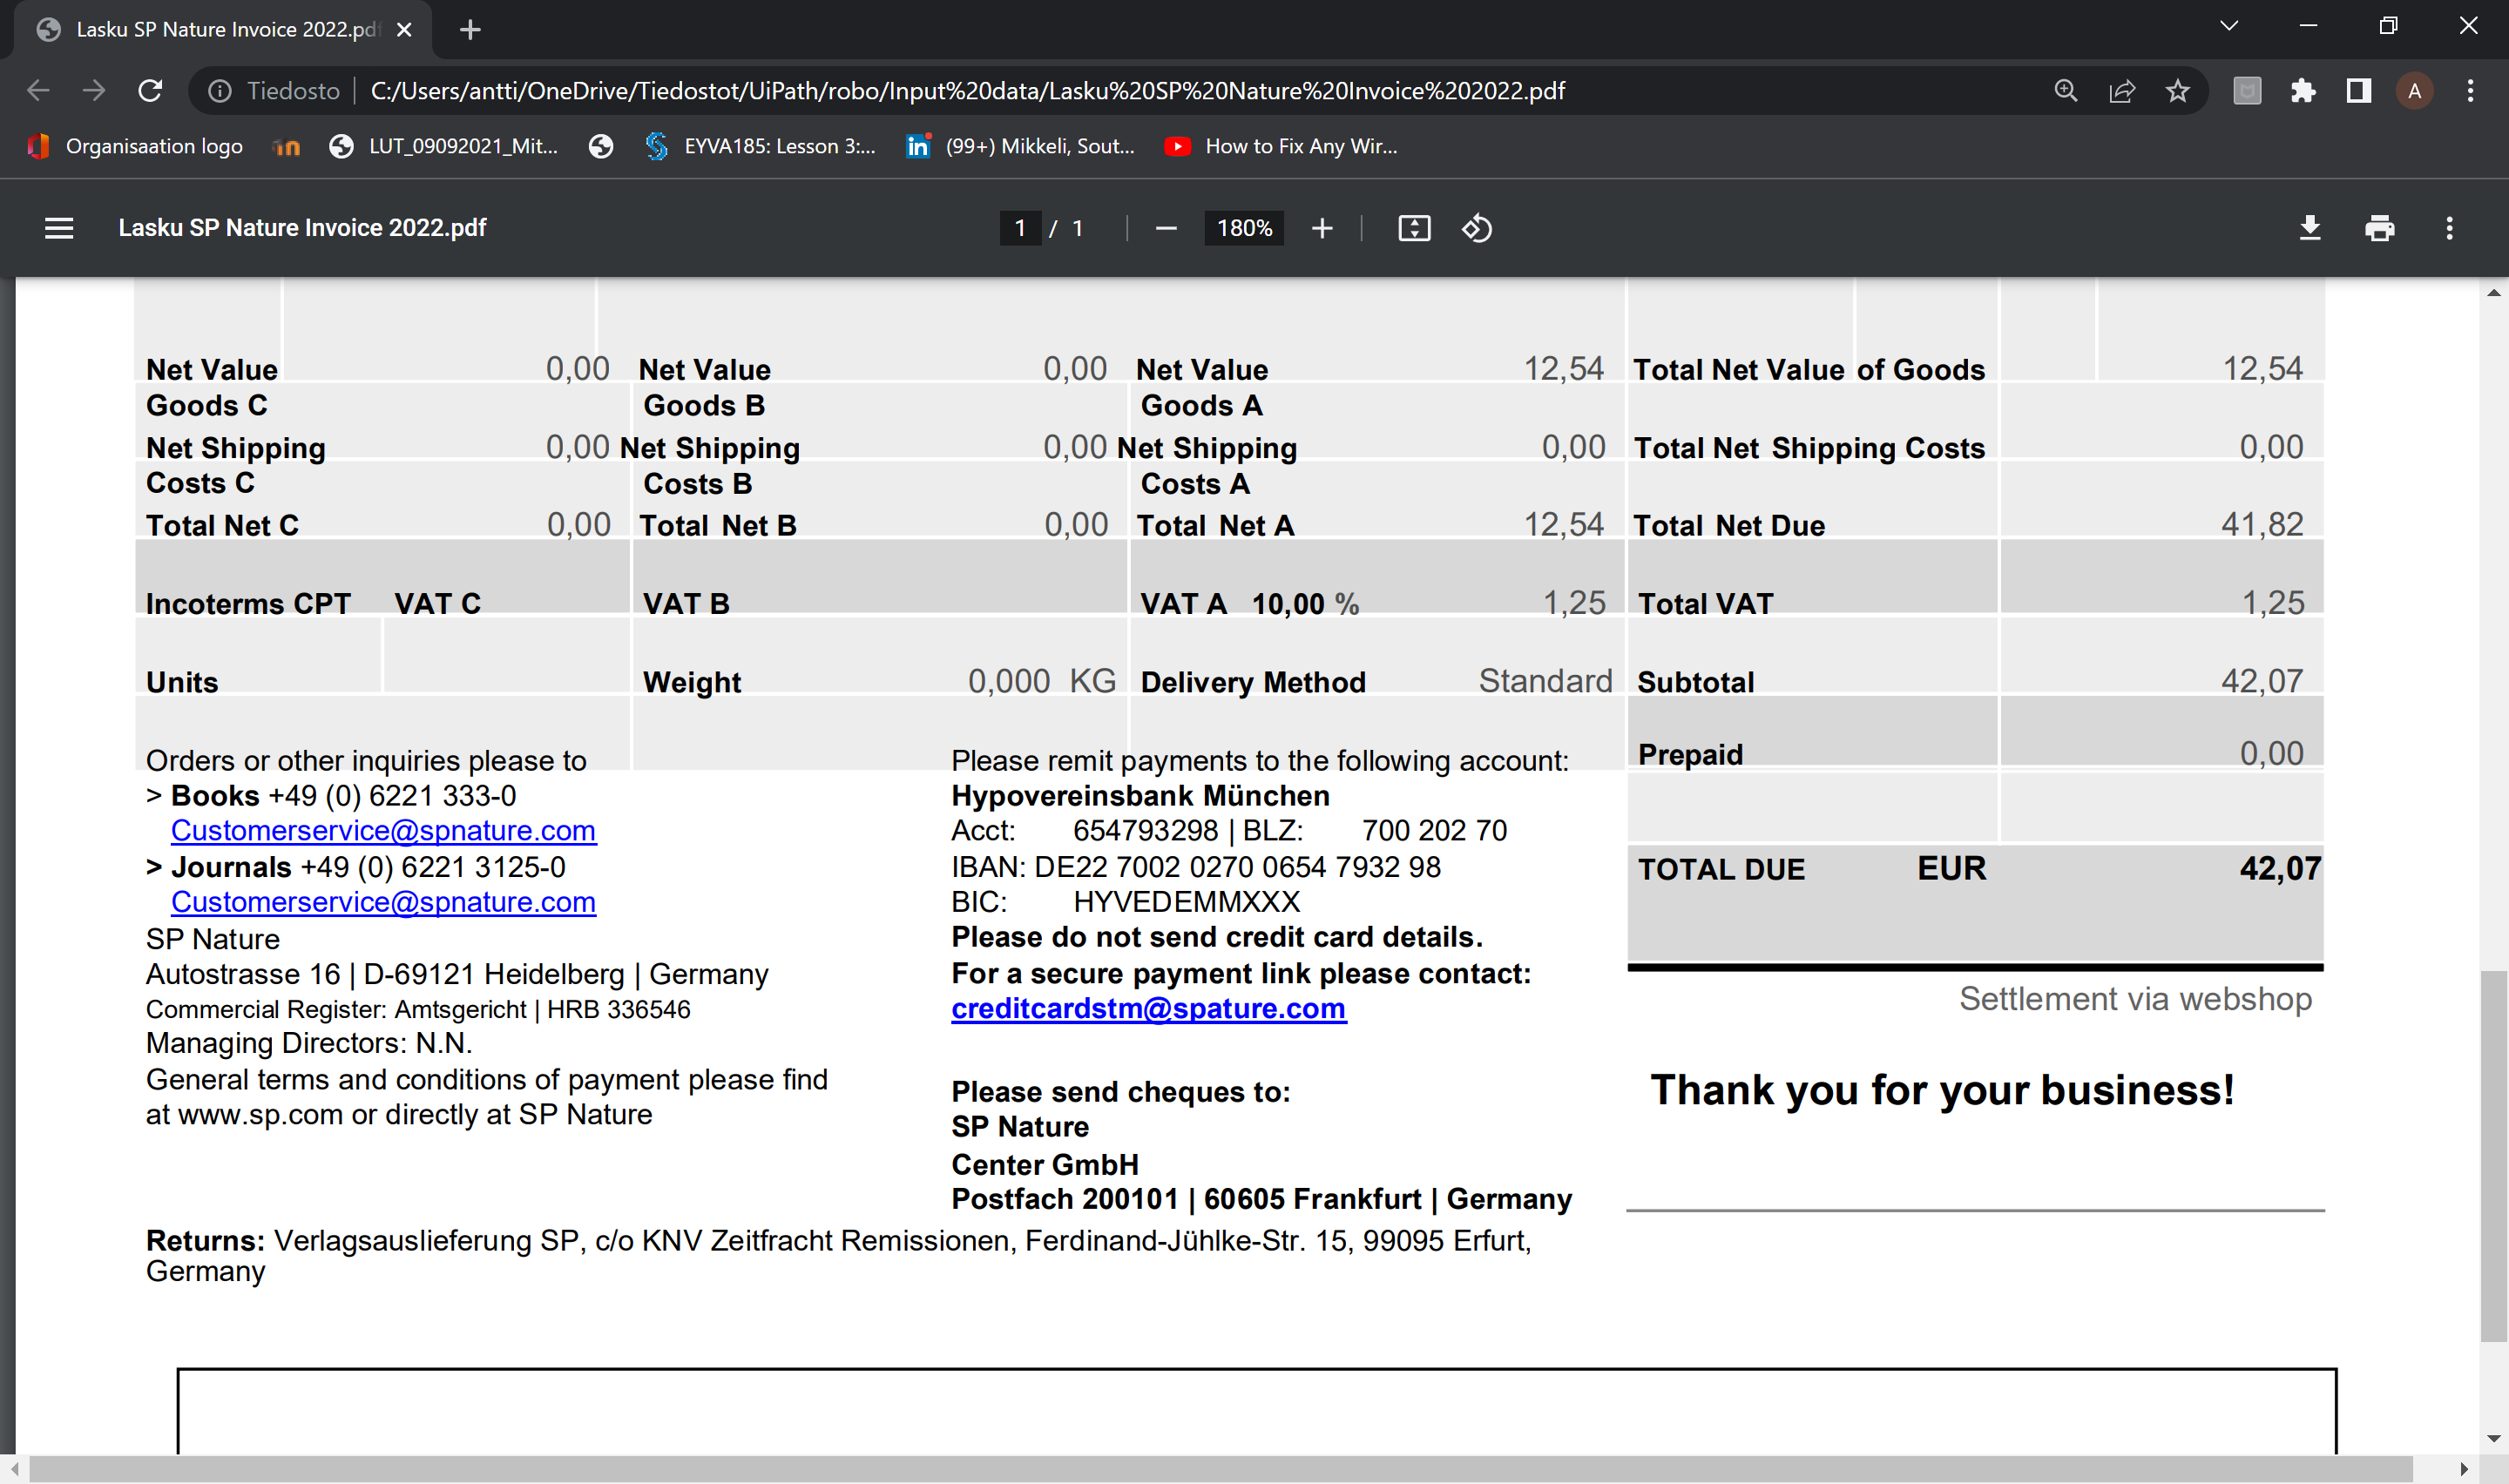 Lasku SP Nature Invoice 2022.pdf
Tiedosto C:/Users/antti/OneDrive/Tiedostot/UiPath/robo/Input%20data/Lasku%20SP%20Nature%20Invoice%202022.pdf A
Organisaation logo LUT_09092021_Mit... EYVA185: Lesson 3:... in (99+) Mikkeli, Sout... How to Fix Any Wir...
Lasku SP Nature Invoice 2022.pdf 1 / 1 180%
Net Value 0,00 Net Value 0,00 Net Value 12,54 Total Net Value of Goods 12,54
Goods C Goods B Goods A
Net Shipping 0,00 Net Shipping 0,00 Net Shipping 0,00 Total Net Shipping Costs 0,00
Costs C Costs B Costs A
Total Net C 0,00 Total Net B 0,00 Total Net A 12,54 Total Net Due 41,82
Incoterms CPT VAT C VAT B VAT A 10,00 % 1,25 Total VAT 1,25
Units Weight 0,000 KG Delivery Method Standard Subtotal 42,07
Prepaid 0,00
TOTAL DUE EUR 42,07
Settlement via webshop
Thank you for your business!
Orders or other inquiries please to
> Books +49 (0) 6221 333-0
Customerservice@spnature.com
> Journals +49 (0) 6221 3125-0
Customerservice@spnature.com
SP Nature
Autostrasse 16 | D-69121 Heidelberg | Germany
Commercial Register: Amtsgericht | HRB 336546
Managing Directors: N.N.
General terms and conditions of payment please find
at www.sp.com or directly at SP Nature
Please remit payments to the following account:
Hypovereinsbank München
Acct: 654793298 | BLZ: 700 202 70
IBAN: DE22 7002 0270 0654 7932 98
BIC: HYVEDEMMXXX
Please do not send credit card details.
For a secure payment link please contact:
creditcardstm@spature.com
Please send cheques to:
SP Nature
Center GmbH
Postfach 200101 | 60605 Frankfurt | Germany
Returns: Verlagsauslieferung SP, c/o KNV Zeitfracht Remissionen, Ferdinand-Jühlke-Str. 15, 99095 Erfurt,
Germany